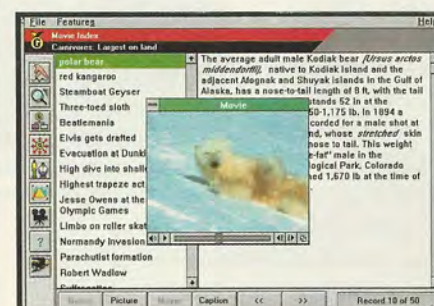 File Features Help
Movie Index
Carnivores: Largest on land
polar bear
red kangaroo
Steamboat Geyser
Three-toed sloth
Beatlemania
Elvis gets drafted
Evacuation at Dunki
High dive into shallo
Highest trapeze act
Jesse Owens at the
Olympic Games
Limbo on roller skat
Normandy Invasion
Parachutist formation
Robert Wadlow
The average adult male Kodiak bear (Ursus arctos
middendorffi), native to Kodiak Island and the
adjacent Afognak and Shuyak islands in the Gulf of
Alaska, has a nose-to-tail length of 8 ft, with the tail
stands 52 in at the
50-1,175 lb. In 1894 a
corded for a male shot at
nd, whose stretched skin
nose to tail. This weight
e-fat" male in the
logical Park, Colorado
hed 1,670 lb at the time of
Movie
?
Picture Caption << >> Record 10 of 50